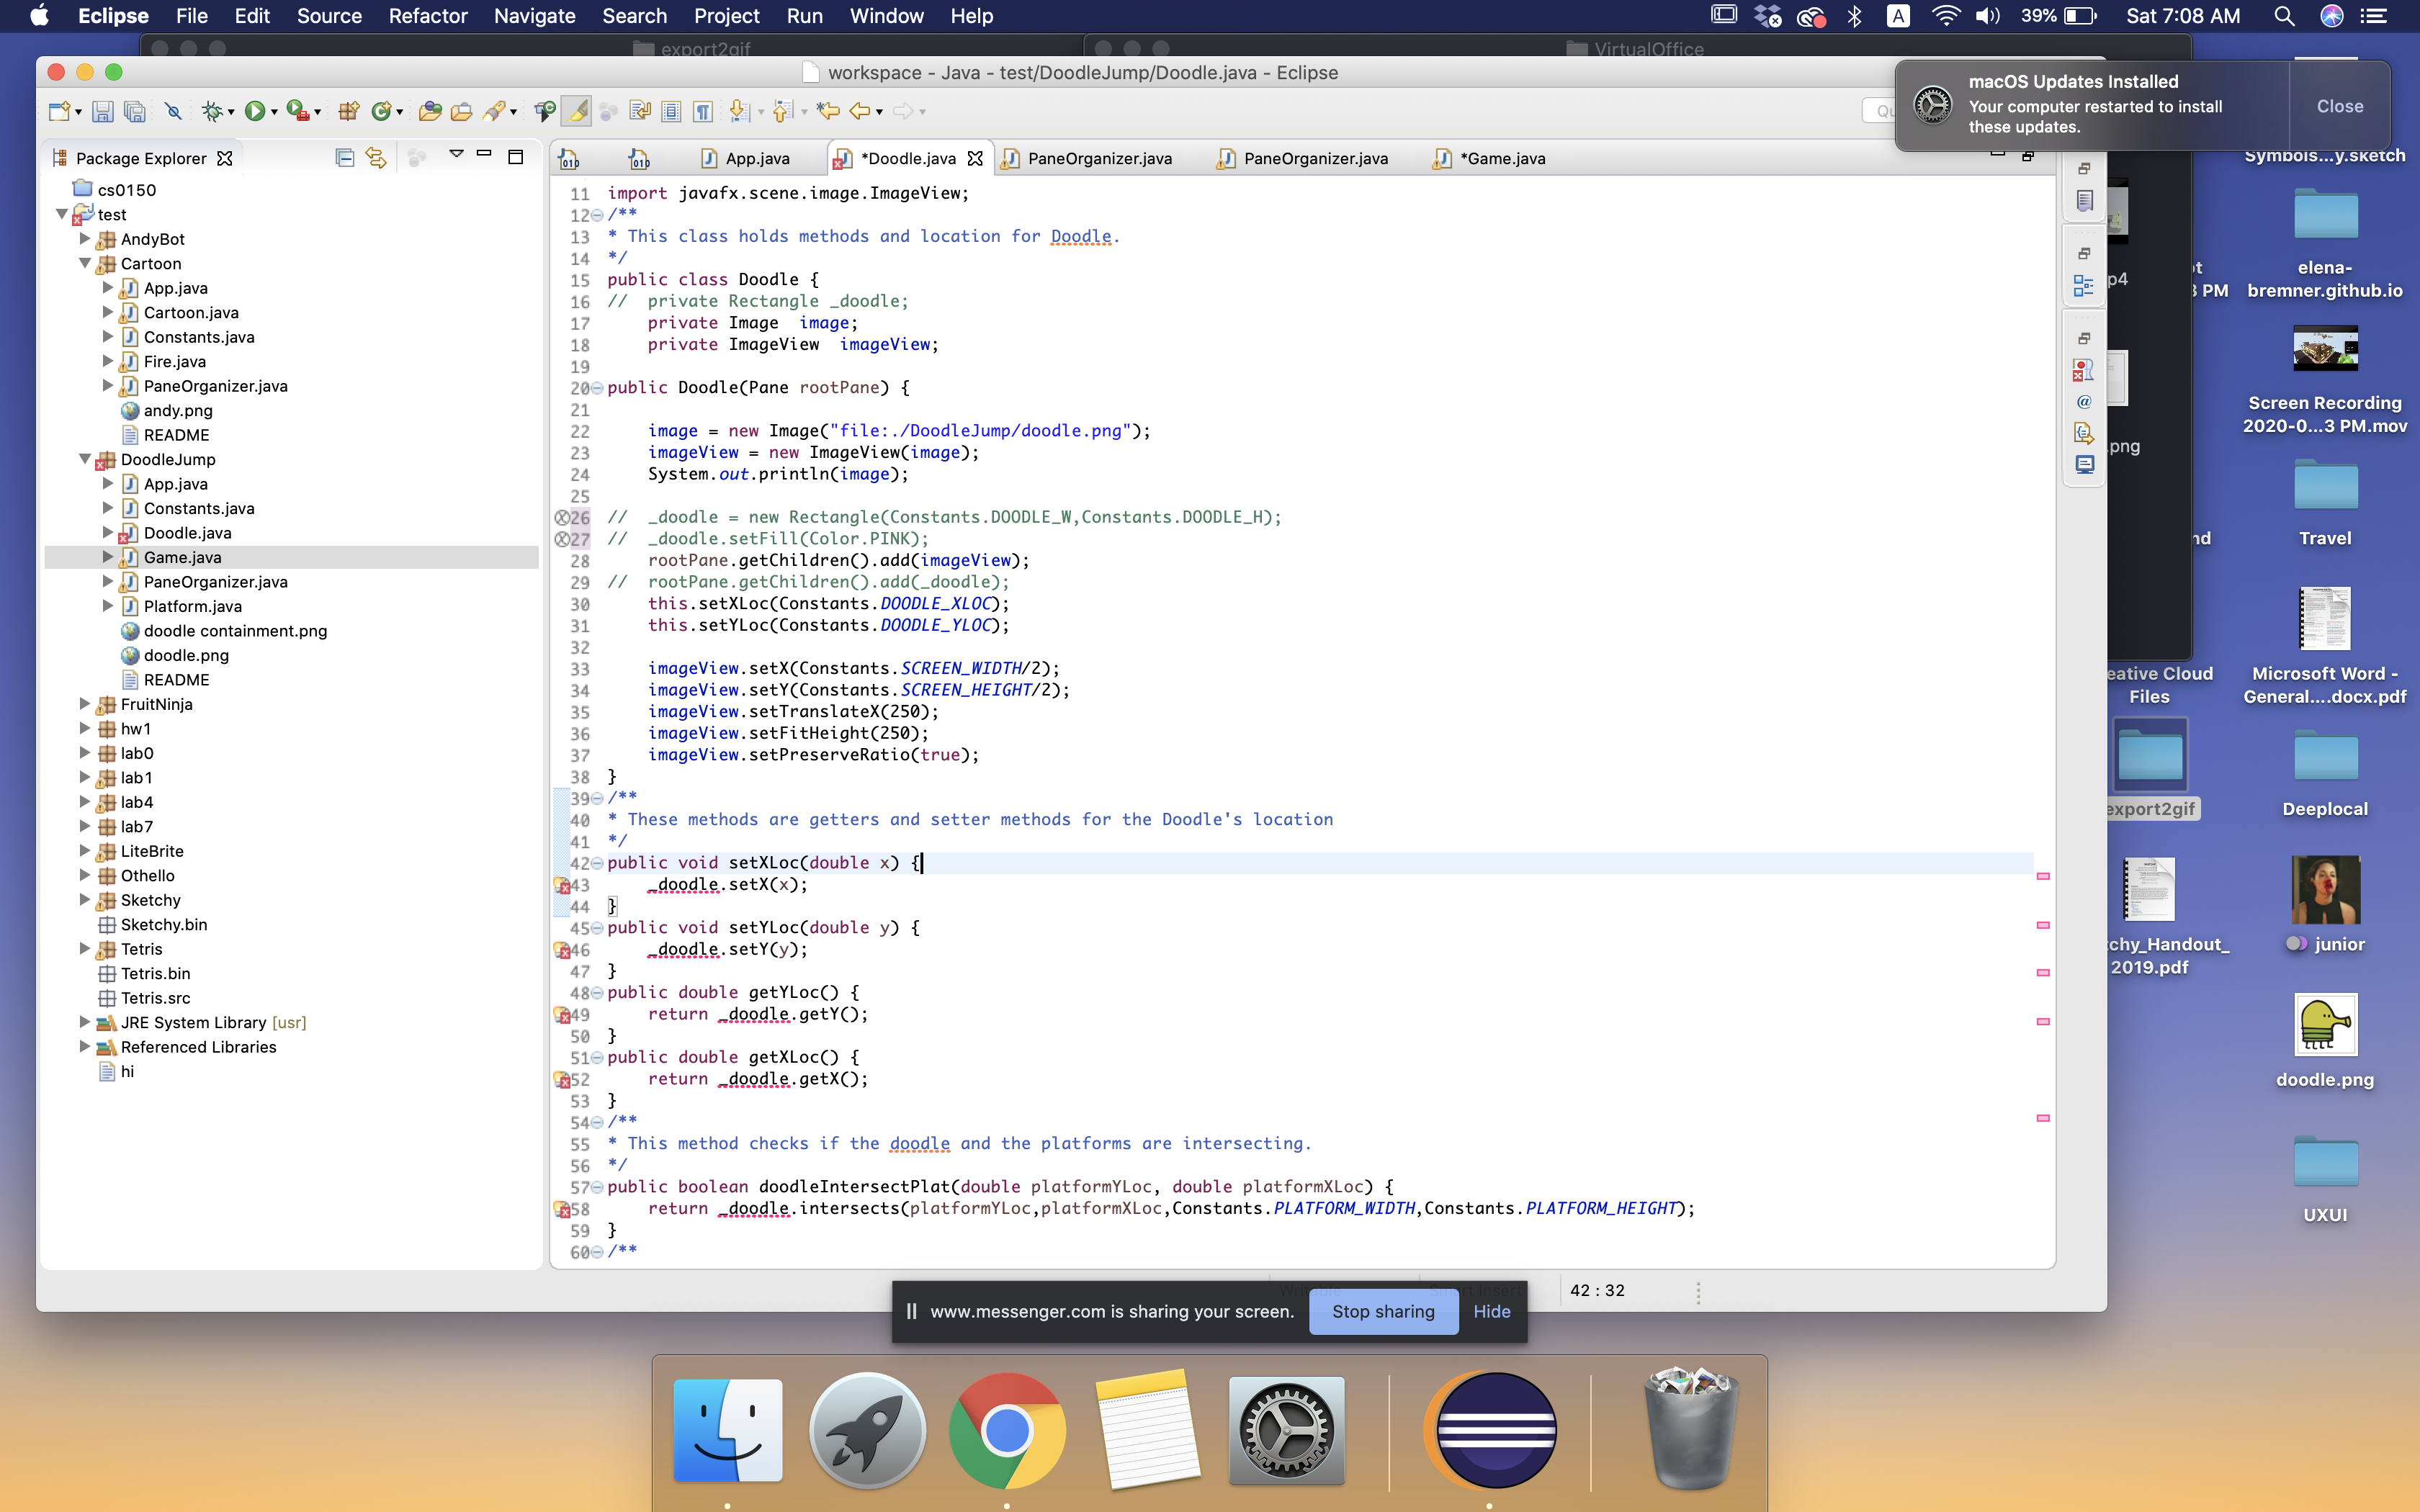 Eclipse File Edit Source Refactor Navigate Search Project Run Window Help
A 39% Sat 7:08 AM
export2gif
VirtualOffice
workspace - Java - test/DoodleJump/Doodle.java - Eclipse
macOS Updates Installed
Your computer restarted to install
these updates.
Close
Package Explorer
App.java
*Doodle.java
PaneOrganizer.java
PaneOrganizer.java
*Game.java
cs0150
test
AndyBot
Cartoon
App.java
Cartoon.java
Constants.java
Fire.java
PaneOrganizer.java
andy.png
README
DoodleJump
App.java
Constants.java
Doodle.java
Game.java
PaneOrganizer.java
Platform.java
doodle containment.png
doodle.png
README
FruitNinja
hw1
lab0
lab1
lab4
lab7
LiteBrite
Othello
Sketchy
Sketchy.bin
Tetris
Tetris.bin
Tetris.src
JRE System Library [usr]
Referenced Libraries
hi
11 import javafx.scene.image.ImageView;
12 /**
13 * This class holds methods and location for Doodle.
14 */
15 public class Doodle {
16 // private Rectangle _doodle;
17 private Image image;
18 private ImageView imageView;
19
20 public Doodle(Pane rootPane) {
21
22 image = new Image("file:./DoodleJump/doodle.png");
23 imageView = new ImageView(image);
24 System.out.println(image);
25
26 // _doodle = new Rectangle(Constants.DOODLE_W,Constants.DOODLE_H);
27 // _doodle.setFill(Color.PINK);
28 rootPane.getChildren().add(imageView);
29 // rootPane.getChildren().add(_doodle);
30 this.setXLoc(Constants.DOODLE_XLOC);
31 this.setYLoc(Constants.DOODLE_YLOC);
32
33 imageView.setX(Constants.SCREEN_WIDTH/2);
34 imageView.setY(Constants.SCREEN_HEIGHT/2);
35 imageView.setTranslateX(250);
36 imageView.setFitHeight(250);
37 imageView.setPreserveRatio(true);
38 }
39 /**
40 * These methods are getters and setter methods for the Doodle's location
41 */
42 public void setXLoc(double x) {
43 _doodle.setX(x);
44 }
45 public void setYLoc(double y) {
46 _doodle.setY(y);
47 }
48 public double getYLoc() {
49 return _doodle.getY();
50 }
51 public double getXLoc() {
52 return _doodle.getX();
53 }
54 /**
55 * This method checks if the doodle and the platforms are intersecting.
56 */
57 public boolean doodleIntersectPlat(double platformYLoc, double platformXLoc) {
58 return _doodle.intersects(platformYLoc,platformXLoc,Constants.PLATFORM_WIDTH,Constants.PLATFORM_HEIGHT);
59 }
60 /**
42 : 32
www.messenger.com is sharing your screen. Stop sharing Hide
Symbols...y.sketch
elena-
bremner.github.io
Screen Recording
2020-0...3 PM.mov
Travel
Microsoft Word -
General....docx.pdf
Deeplocal
junior
doodle.png
UXUI
p4
3 PM
.png
eative Cloud
Files
export2gif
tchy_Handout_
2019.pdf